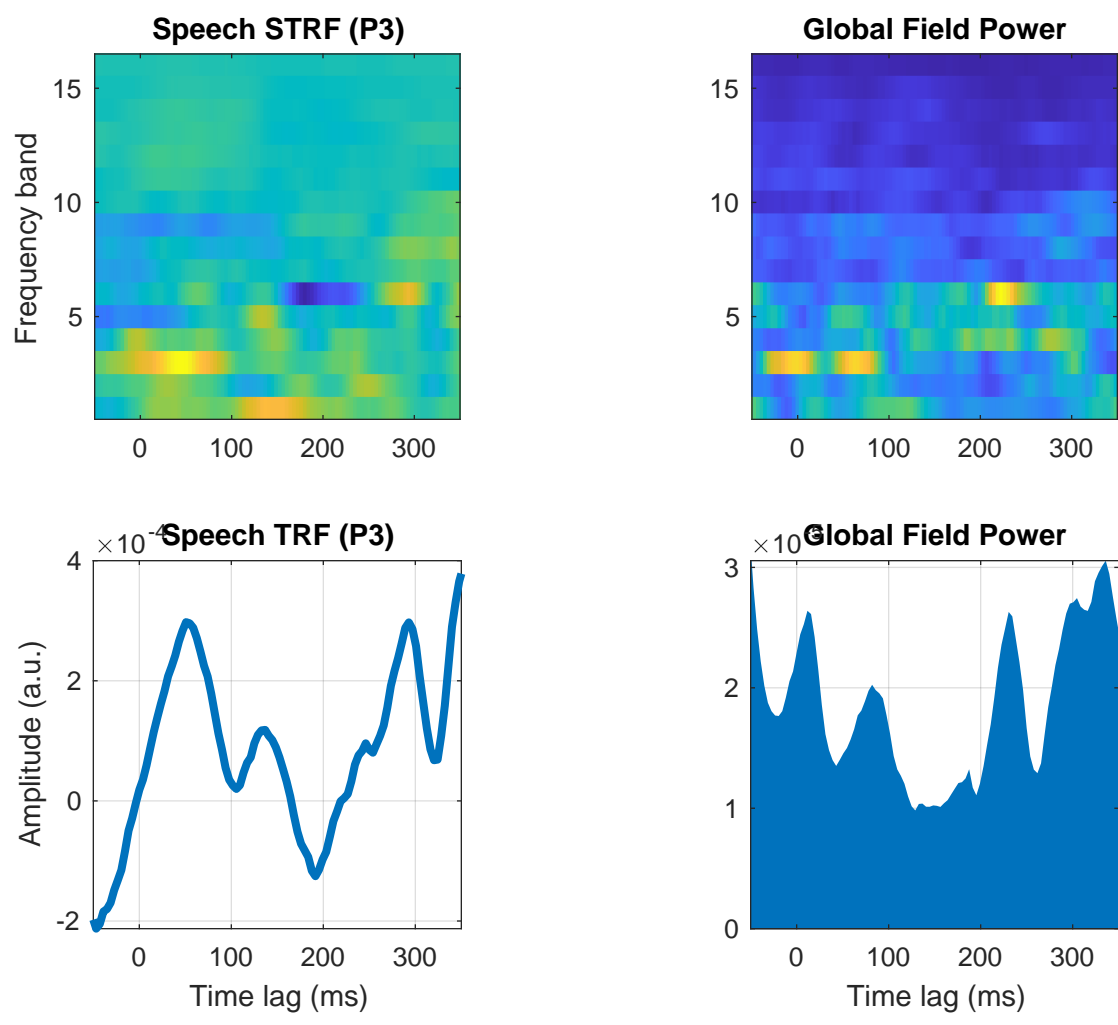 Speech STRF (P3)
Frequency band
15
10
5
0 100 200 300
Global Field Power
15
10
5
0 100 200 300
×10^-4
Speech TRF (P3)
Amplitude (a.u.)
4
2
0
-2
0 100 200 300
Time lag (ms)
×10^-5
Global Field Power
3
2
1
0
0 100 200 300
Time lag (ms)